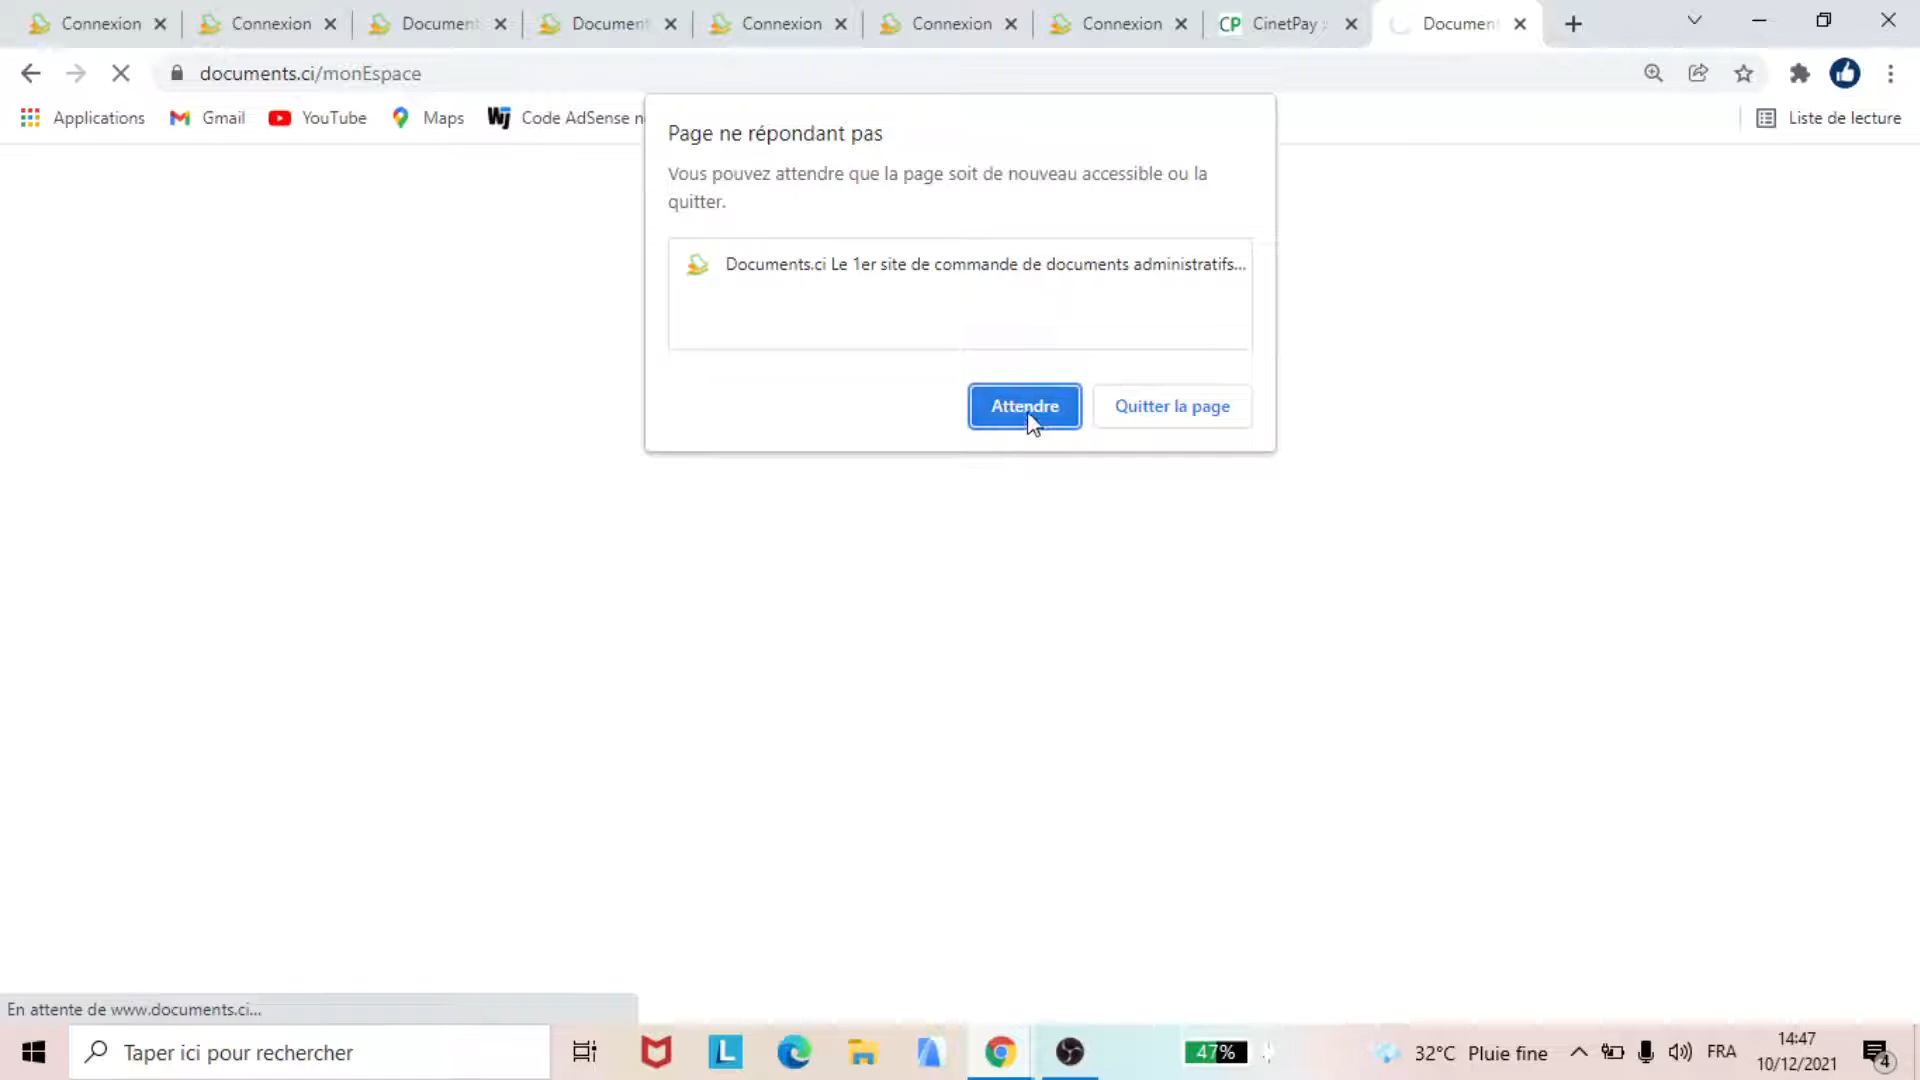 Connexion
Connexion
Document
Document
Connexion
Connexion
Connexion
CP CinetPay
Document
documents.ci/monEspace
Applications
Gmail
YouTube
Maps
Code AdSense n
Liste de lecture
Page ne répondant pas
Vous pouvez attendre que la page soit de nouveau accessible ou la
quitter.
Documents.ci Le 1er site de commande de documents administratifs...
Attendre
Quitter la page
En attente de www.documents.ci...
Taper ici pour rechercher
L
47%
32°C Pluie fine
FRA
14:47
10/12/2021
4